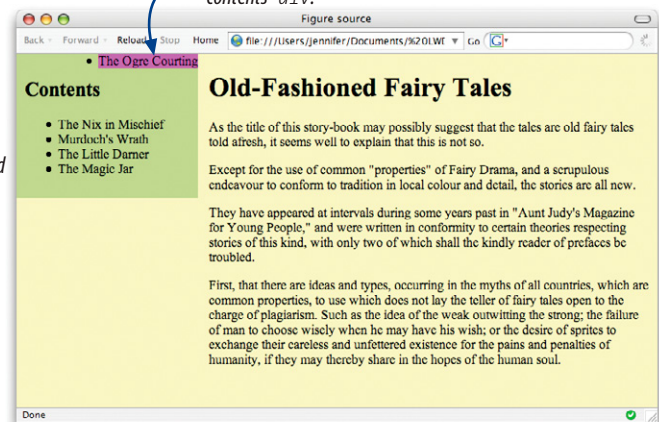 contents div.
Figure source
Back Forward Reload Stop Home file:///Users/jennifer/Documents/%20LWD Go G
The Ogre Courting
Contents
The Nix in Mischief
Murdoch's Wrath
The Little Darner
The Magic Jar
d
Old-Fashioned Fairy Tales
As the title of this story-book may possibly suggest that the tales are old fairy tales
told afresh, it seems well to explain that this is not so.
Except for the use of common "properties" of Fairy Drama, and a scrupulous
endeavour to conform to tradition in local colour and detail, the stories are all new.
They have appeared at intervals during some years past in "Aunt Judy's Magazine
for Young People," and were written in conformity to certain theories respecting
stories of this kind, with only two of which shall the kindly reader of prefaces be
troubled.
First, that there are ideas and types, occurring in the myths of all countries, which are
common properties, to use which does not lay the teller of fairy tales open to the
charge of plagiarism. Such as the idea of the weak outwitting the strong; the failure
of man to choose wisely when he may have his wish; or the desire of sprites to
exchange their careless and unfettered existence for the pains and penalties of
humanity, if they may thereby share in the hopes of the human soul.
Done